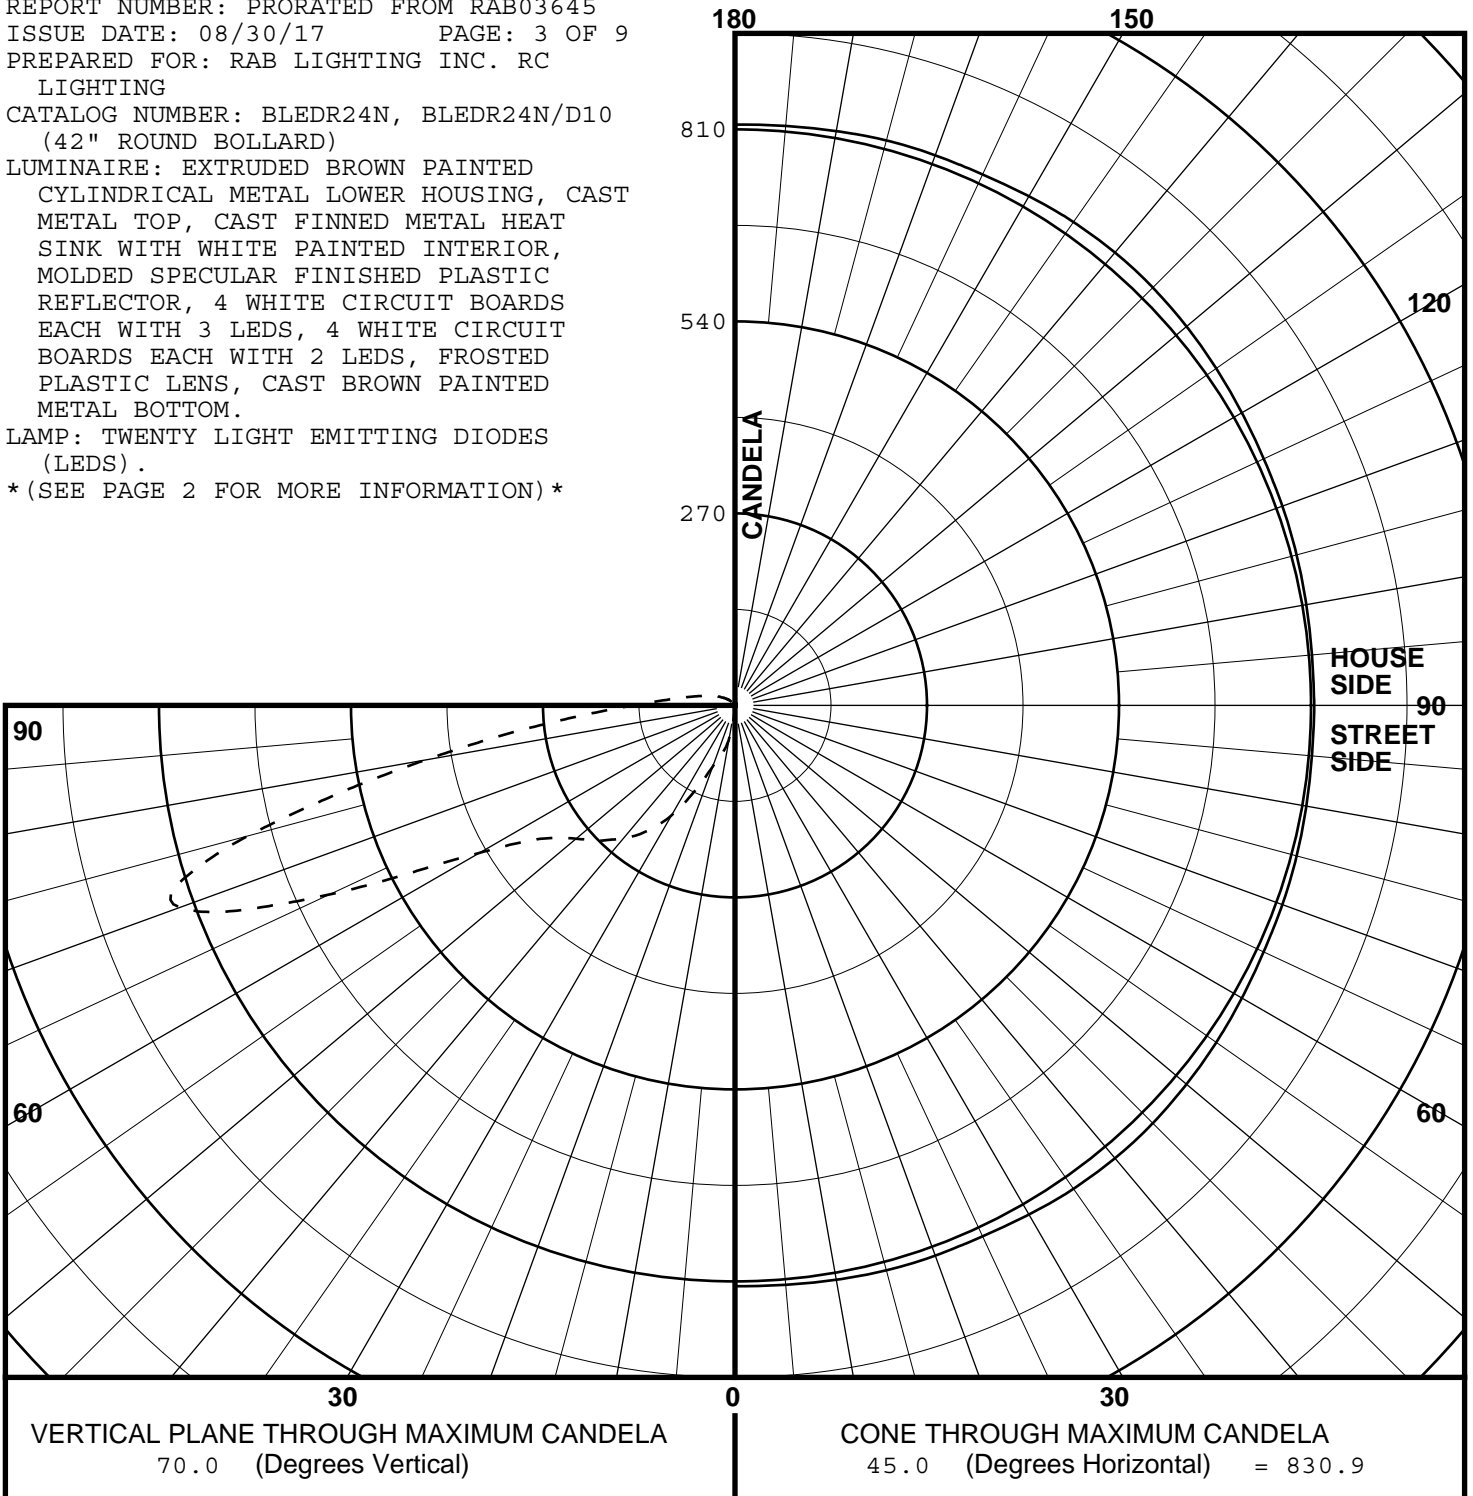 REPORT NUMBER: PRORATED FROM RAB03645
ISSUE DATE: 08/30/17 PAGE: 3 OF 9
PREPARED FOR: RAB LIGHTING INC. RC
LIGHTING
CATALOG NUMBER: BLEDR24N, BLEDR24N/D10
(42" ROUND BOLLARD)
LUMINAIRE: EXTRUDED BROWN PAINTED
CYLINDRICAL METAL LOWER HOUSING, CAST
METAL TOP, CAST FINNED METAL HEAT
SINK WITH WHITE PAINTED INTERIOR,
MOLDED SPECULAR FINISHED PLASTIC
REFLECTOR, 4 WHITE CIRCUIT BOARDS
EACH WITH 3 LEDS, 4 WHITE CIRCUIT
BOARDS EACH WITH 2 LEDS, FROSTED
PLASTIC LENS, CAST BROWN PAINTED
METAL BOTTOM.
LAMP: TWENTY LIGHT EMITTING DIODES
(LEDS).
*(SEE PAGE 2 FOR MORE INFORMATION)*
180
150
810
120
540
CANDELA
270
HOUSE
SIDE
90
90
STREET
SIDE
60
60
30
0
30
VERTICAL PLANE THROUGH MAXIMUM CANDELA
70.0 (Degrees Vertical)
CONE THROUGH MAXIMUM CANDELA
45.0 (Degrees Horizontal) = 830.9